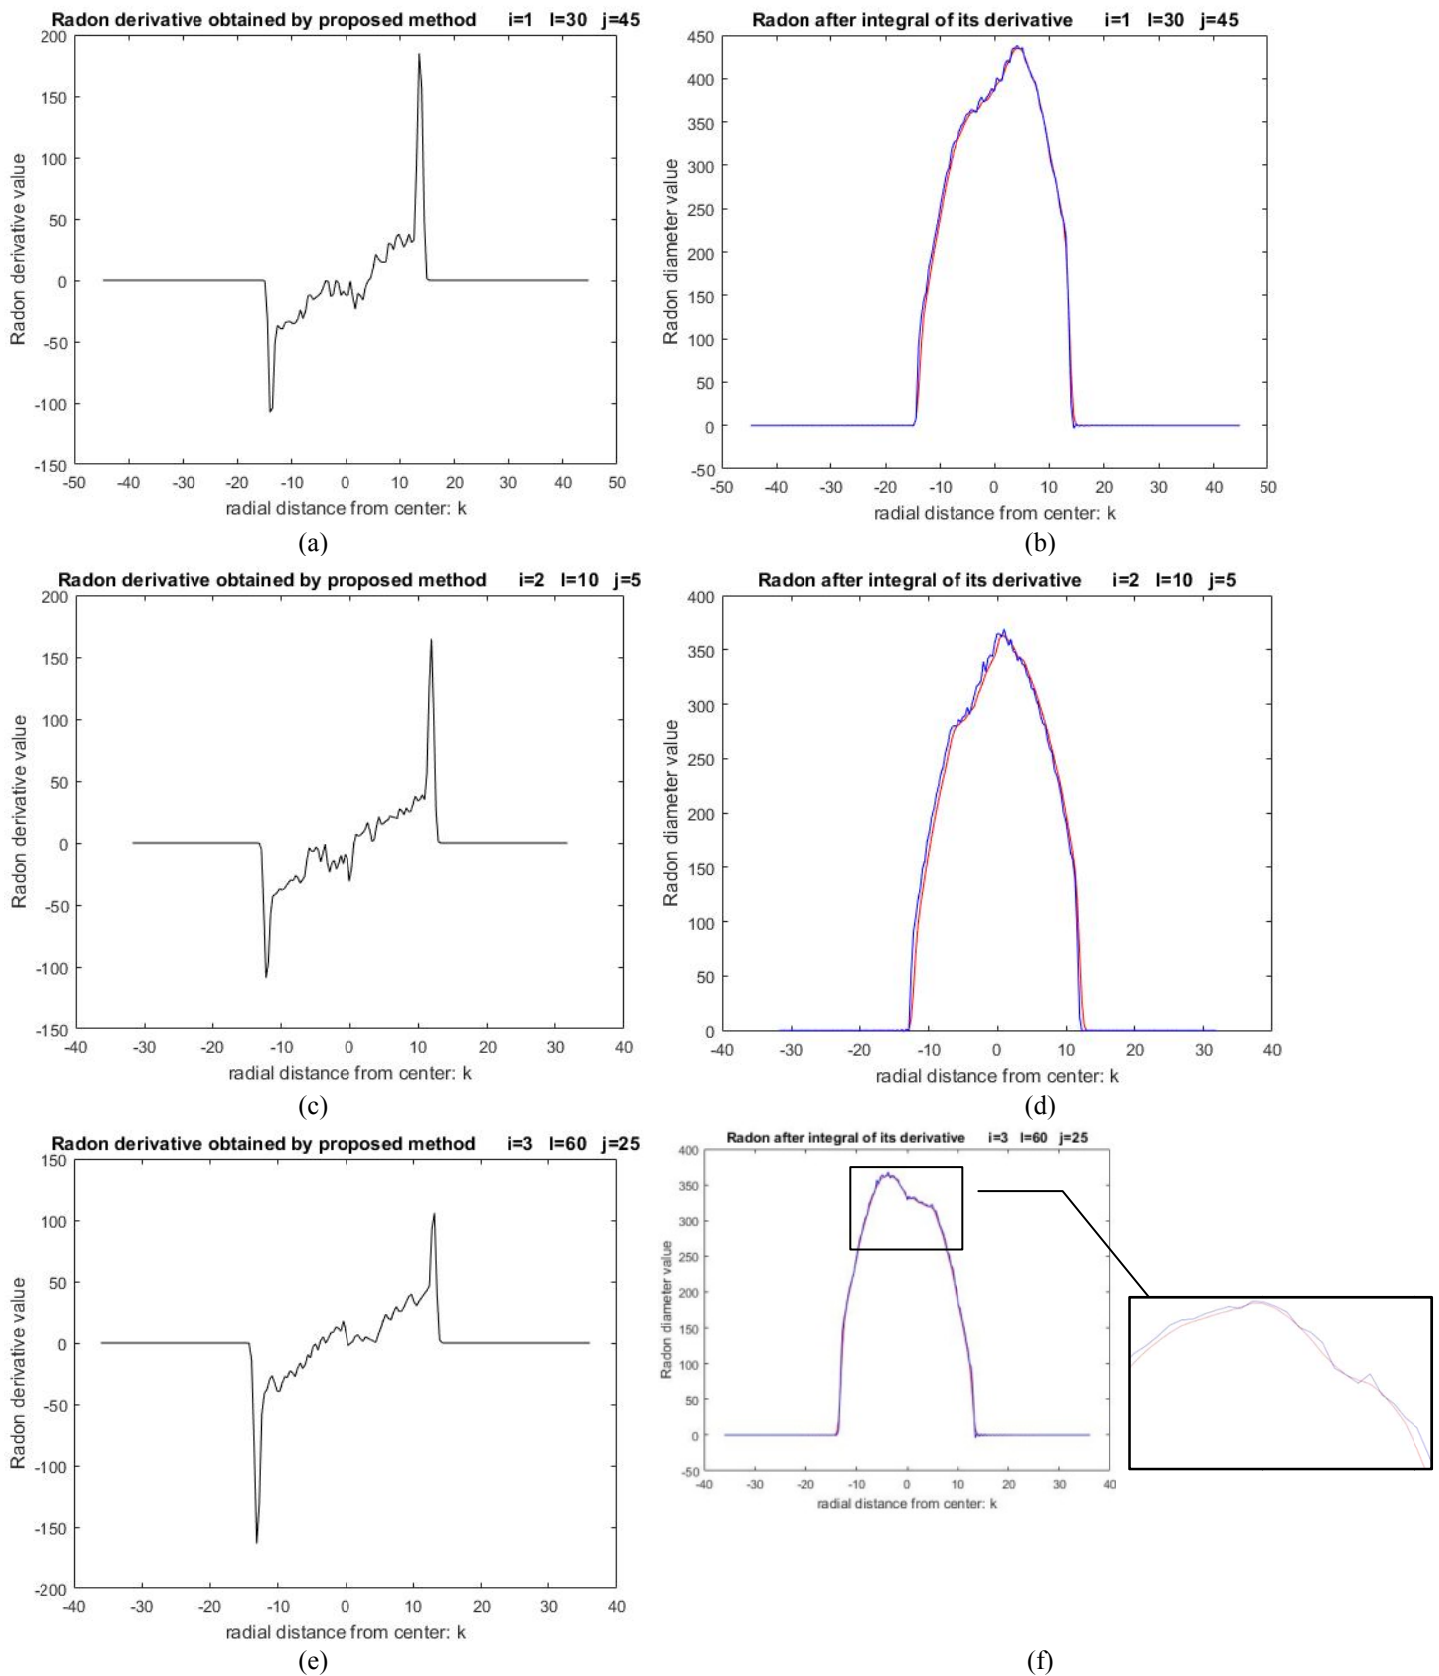 Radon derivative obtained by proposed method i=1 l=30 j=45
200
150
100
50
0
-50
-100
-150
-50 -40 -30 -20 -10 0 10 20 30 40 50
Radon derivative value
radial distance from center: k
(a)
Radon after integral of its derivative i=1 l=30 j=45
450
400
350
300
250
200
150
100
50
0
-50
-50 -40 -30 -20 -10 0 10 20 30 40 50
Radon diameter value
radial distance from center: k
(b)
Radon derivative obtained by proposed method i=2 l=10 j=5
200
150
100
50
0
-50
-100
-150
-40 -30 -20 -10 0 10 20 30 40
Radon derivative value
radial distance from center: k
(c)
Radon after integral of its derivative i=2 l=10 j=5
400
350
300
250
200
150
100
50
0
-40 -30 -20 -10 0 10 20 30 40
Radon diameter value
radial distance from center: k
(d)
Radon derivative obtained by proposed method i=3 l=60 j=25
150
100
50
0
-50
-100
-150
-200
-40 -30 -20 -10 0 10 20 30 40
Radon derivative value
radial distance from center: k
(e)
Radon after integral of its derivative i=3 l=60 j=25
400
350
300
250
200
150
100
50
0
-50
-40 -30 -20 -10 0 10 20 30 40
Radon diameter value
radial distance from center: k
(f)